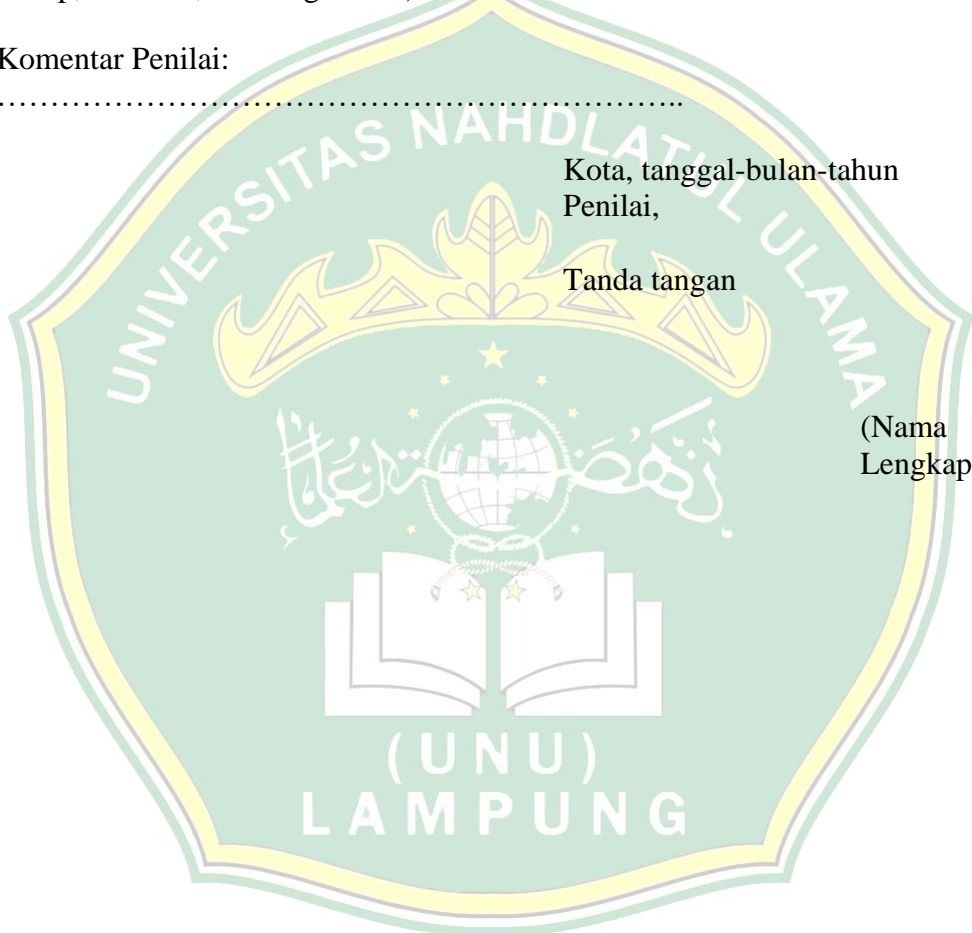 Komentar Penilai:
………………………………………………………………..
Kota, tanggal-bulan-tahun
Penilai,
Tanda tangan
(Nama
Lengkap
UNIVERSITAS NAHDLATUL ULAMA
(UNU)
LAMPUNG